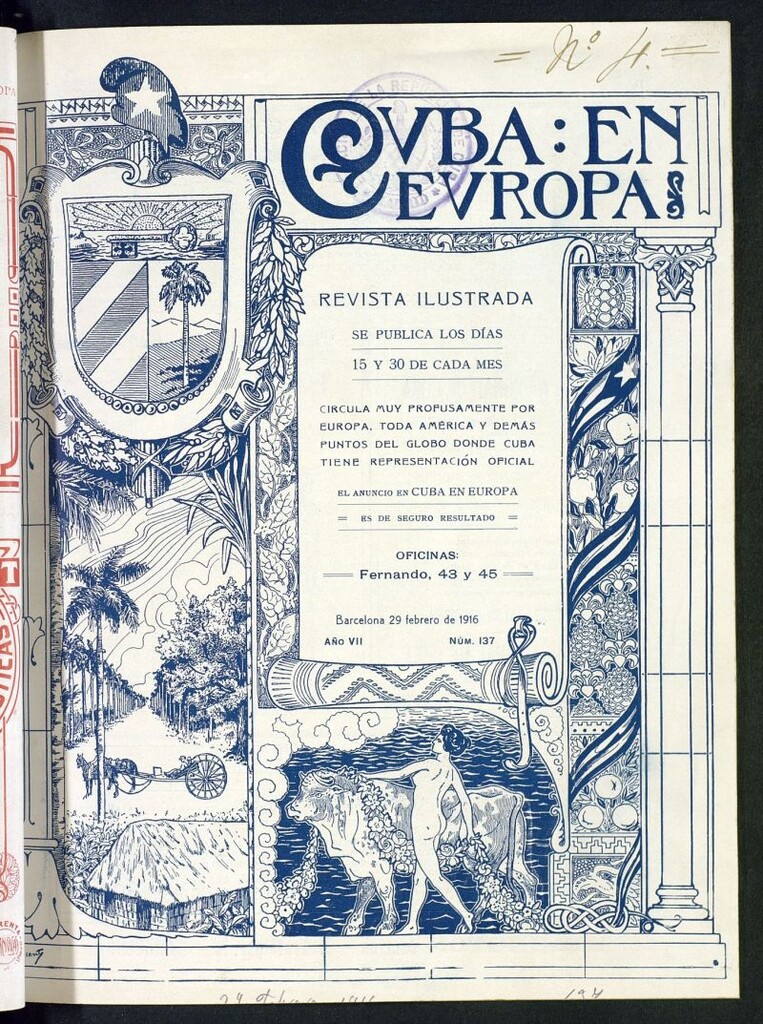 = Nº 4. =
CVBA : EN
EVROPA
REVISTA ILUSTRADA
SE PUBLICA LOS DÍAS
15 Y 30 DE CADA MES
CIRCULA MUY PROFUSAMENTE POR
EUROPA, TODA AMÉRICA Y DEMÁS
PUNTOS DEL GLOBO DONDE CUBA
TIENE REPRESENTACIÓN OFICIAL
EL ANUNCIO EN CUBA EN EUROPA
= ES DE SEGURO RESULTADO =
OFICINAS:
Fernando, 43 y 45
Barcelona 29 febrero de 1916
AÑO VII NÚM. 137